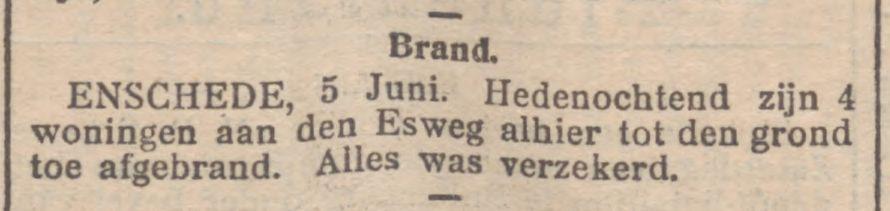 Brand.
ENSCHEDE, 5 Juni. Hedenochtend zijn 4
woningen aan den Esweg alhier tot den grond
toe afgebrand. Alles was verzekerd.